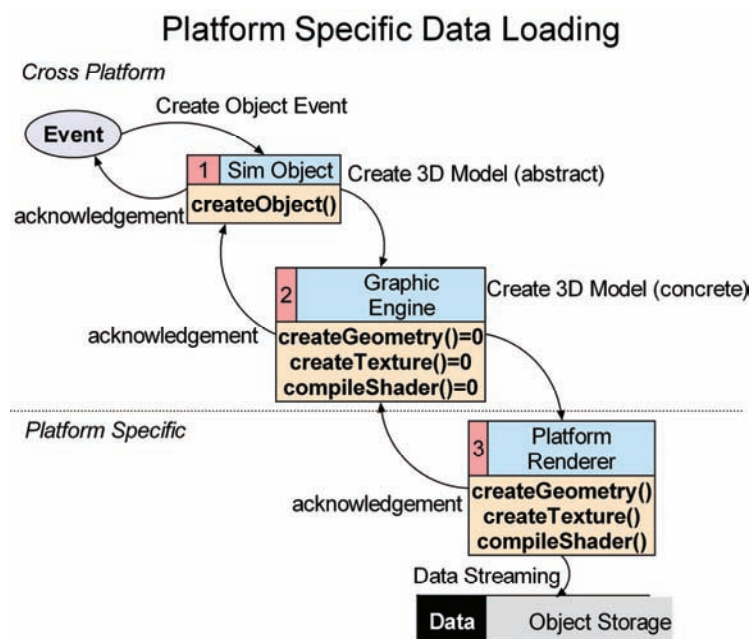 Platform Specific Data Loading
Cross Platform
Create Object Event
Event
1 Sim Object
Create 3D Model (abstract)
createObject()
acknowledgement
2 Graphic
Engine
Create 3D Model (concrete)
acknowledgement
createGeometry()=0
createTexture()=0
compileShader()=0
Platform Specific
3 Platform
Renderer
createGeometry()
acknowledgement
createTexture()
compileShader()
Data Streaming
Data Object Storage